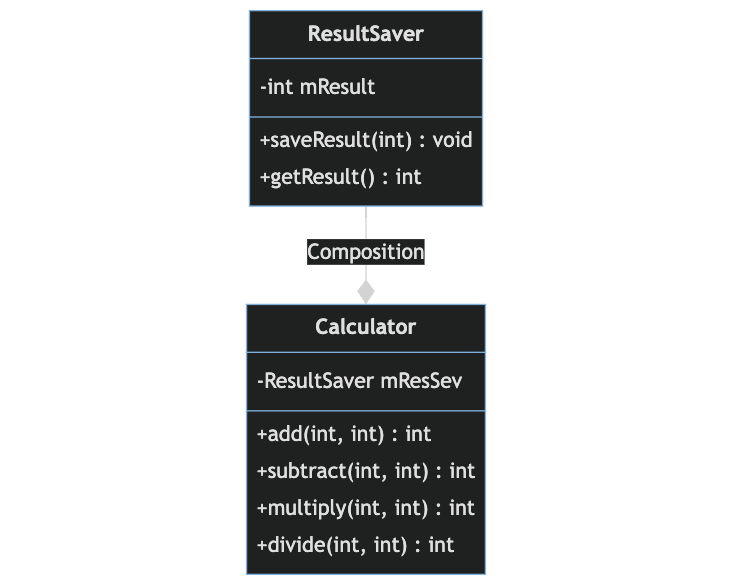 ResultSaver
-int mResult
+saveResult(int) : void
+getResult() : int
Composition
Calculator
-ResultSaver mResSev
+add(int, int) : int
+subtract(int, int) : int
+multiply(int, int) : int
+divide(int, int) : int